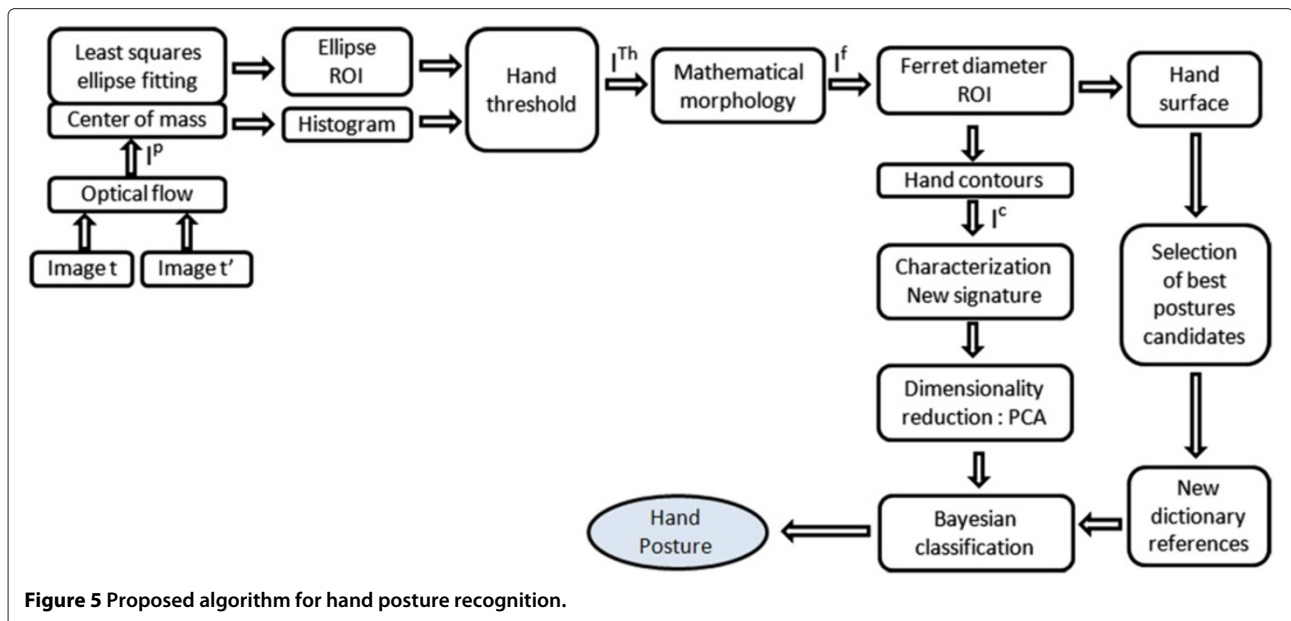 Least squares
ellipse fitting
Center of mass
I^p
Optical flow
Image t
Image t'
Ellipse
ROI
Histogram
Hand
threshold
I^Th
Mathematical
morphology
I^f
Ferret diameter
ROI
Hand
surface
Hand contours
I^c
Characterization
New signature
Dimensionality
reduction : PCA
Bayesian
classification
Selection
of best
postures
candidates
New
dictionary
references
Hand
Posture
Figure 5 Proposed algorithm for hand posture recognition.